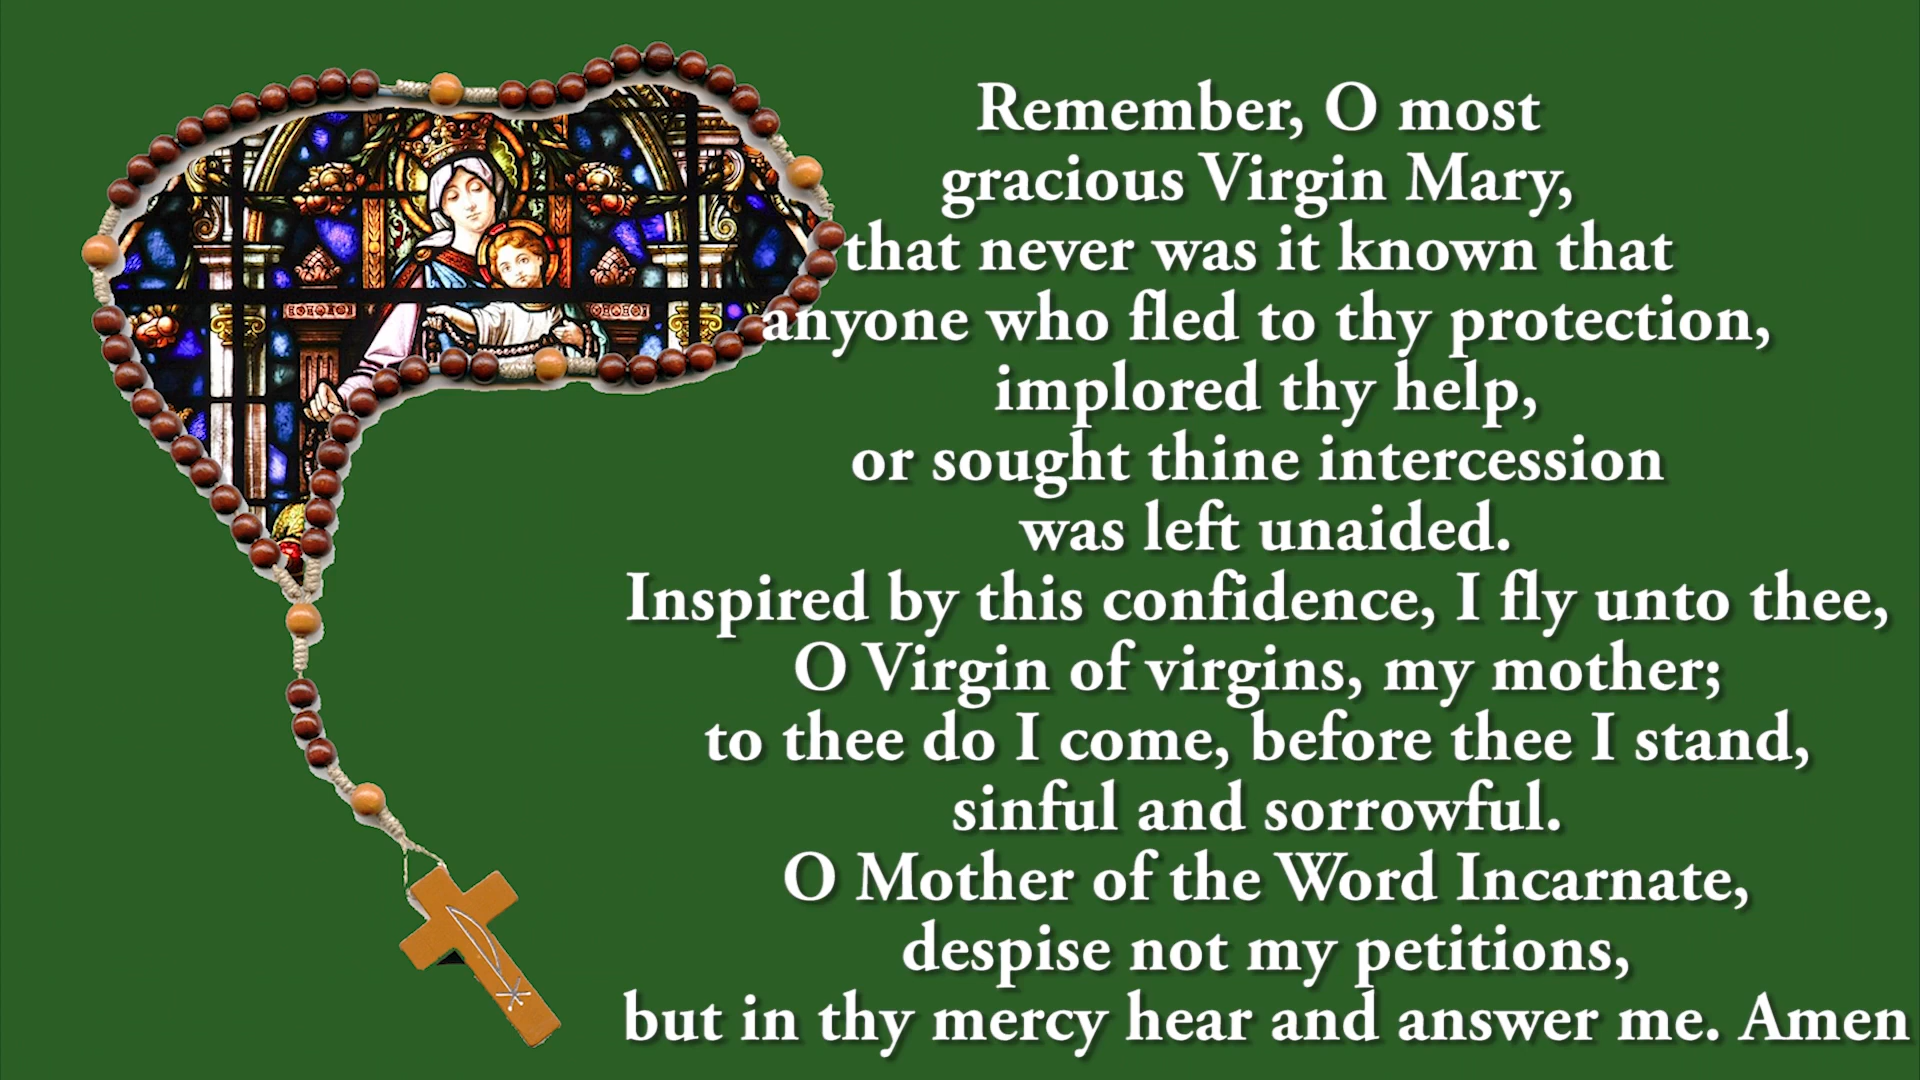 Remember, O most
gracious Virgin Mary,
that never was it known that
anyone who fled to thy protection,
implored thy help,
or sought thine intercession
was left unaided.
Inspired by this confidence, I fly unto thee,
O Virgin of virgins, my mother;
to thee do I come, before thee I stand,
sinful and sorrowful.
O Mother of the Word Incarnate,
despise not my petitions,
but in thy mercy hear and answer me. Amen